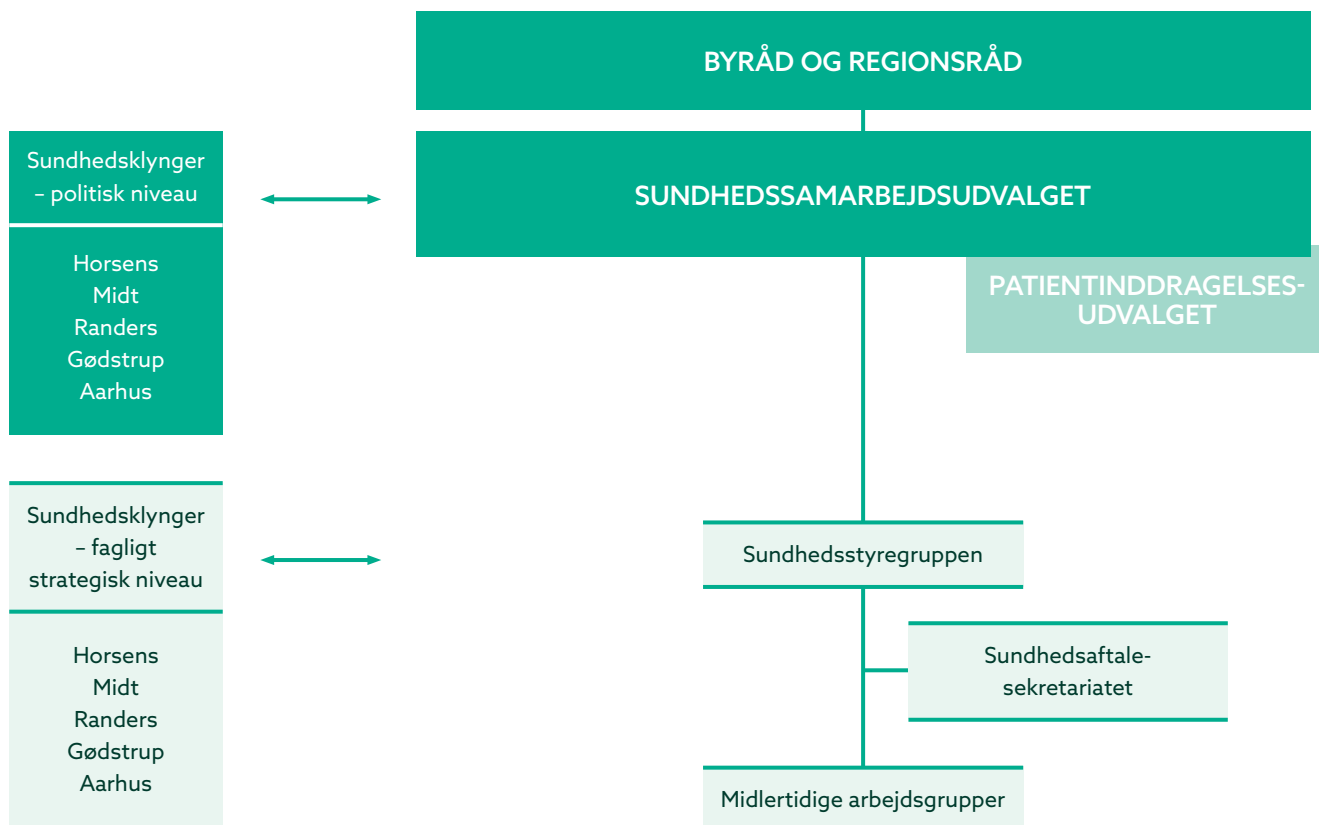 BYRÅD OG REGIONSRÅD
Sundhedsklynger
– politisk niveau
Horsens
Midt
Randers
Gødstrup
Aarhus
SUNDHEDSSAMARBEJDSUDVALGET
PATIENTINDDRAGELSES-
UDVALGET
Sundhedsklynger
– fagligt
strategisk niveau
Horsens
Midt
Randers
Gødstrup
Aarhus
Sundhedsstyregruppen
Sundhedsaftale-
sekretariatet
Midlertidige arbejdsgrupper